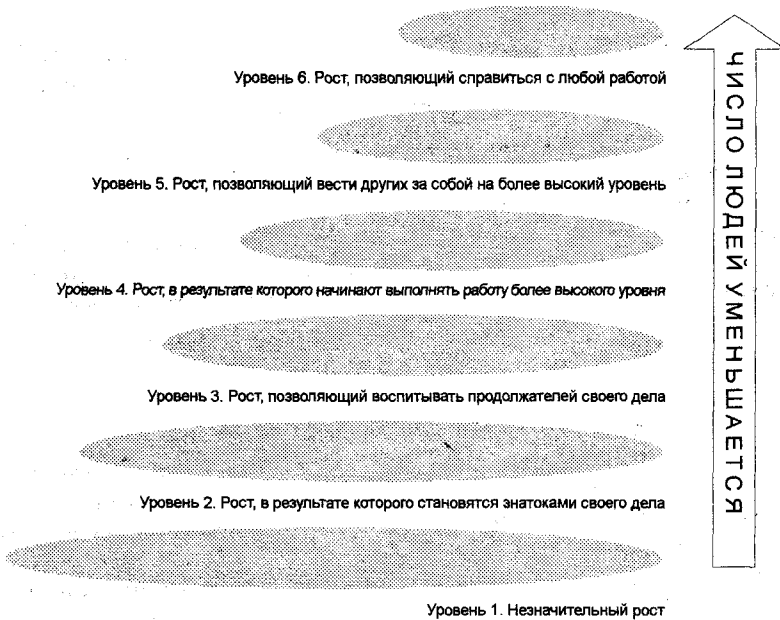 Уровень 6. Рост, позволяющий справиться с любой работой
Уровень 5. Рост, позволяющий вести других за собой на более высокий уровень
Уровень 4. Рост, в результате которого начинают выполнять работу более высокого уровня
Уровень 3. Рост, позволяющий воспитывать продолжателей своего дела
Уровень 2. Рост, в результате которого становятся знатоками своего дела
Уровень 1. Незначительный рост
ЧИСЛО ЛЮДЕЙ УМЕНЬШАЕТСЯ